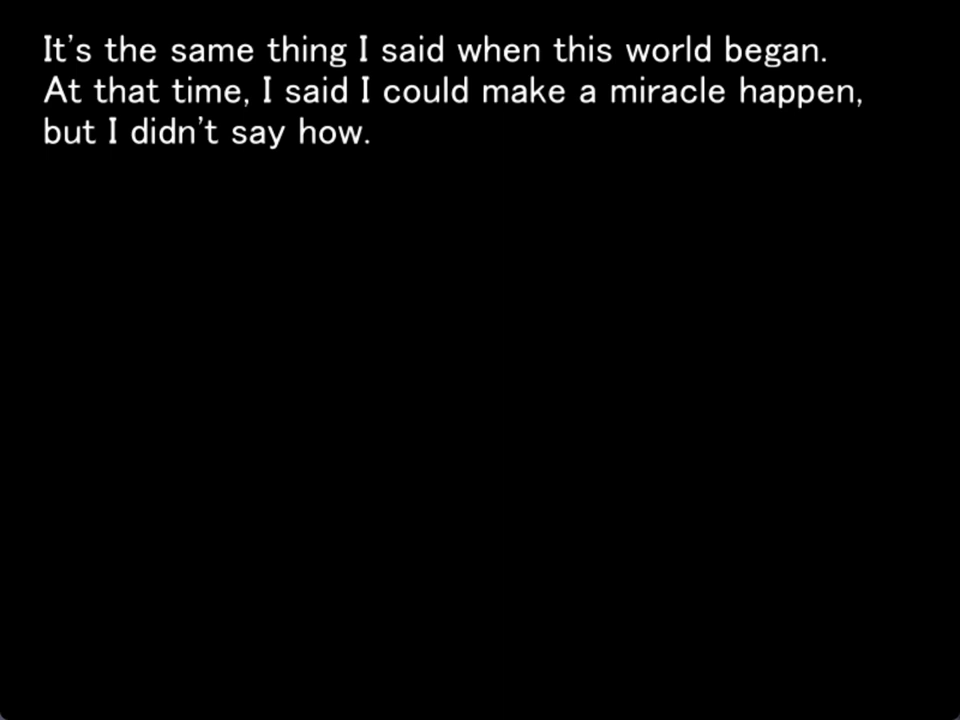 It's the same thing I said when this world began.
At that time, I said I could make a miracle happen,
but I didn't say how.